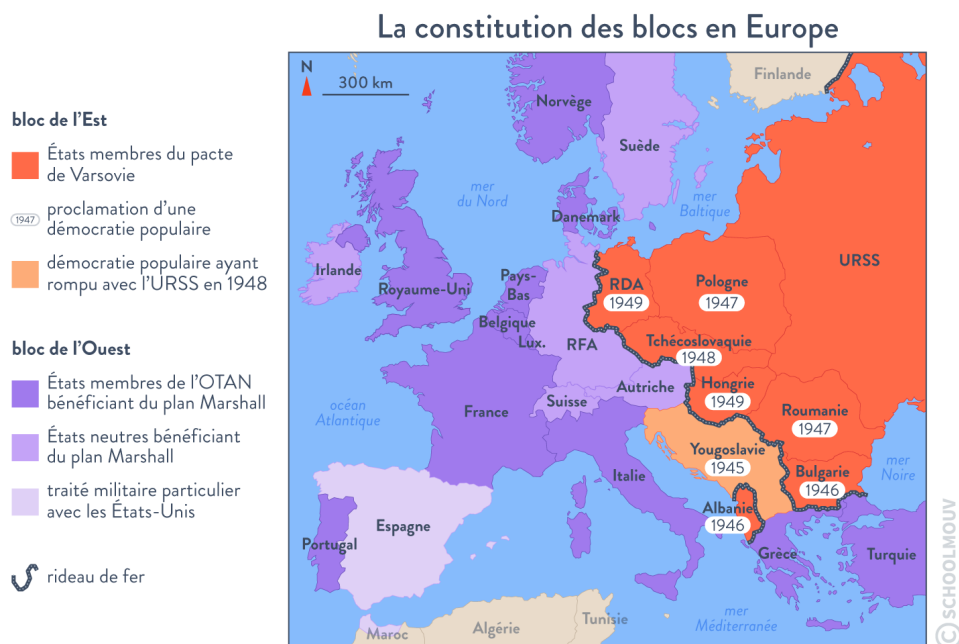 La constitution des blocs en Europe
bloc de l'Est
États membres du pacte
de Varsovie
1947
proclamation d'une
démocratie populaire
démocratie populaire ayant
rompu avec l'URSS en 1948
bloc de l'Ouest
États membres de l'OTAN
bénéficiant du plan Marshall
États neutres bénéficiant
du plan Marshall
traité militaire particulier
avec les États-Unis
rideau de fer
N
300 km
Finlande
Norvège
Suède
mer
du Nord
mer
Baltique
Danemark
Irlande
Royaume-Uni
Pays-
Bas
Belgique
Lux.
RFA
RDA
1949
Pologne
1947
URSS
Tchécoslovaquie
1948
océan
Atlantique
France
Suisse
Autriche
Hongrie
1949
Roumanie
1947
Yougoslavie
1945
Bulgarie
1946
mer
Noire
Italie
Albanie
1946
Espagne
Portugal
Grèce
Turquie
Maroc
Algérie
Tunisie
mer
Méditerranée
© SCHOOLMOUV